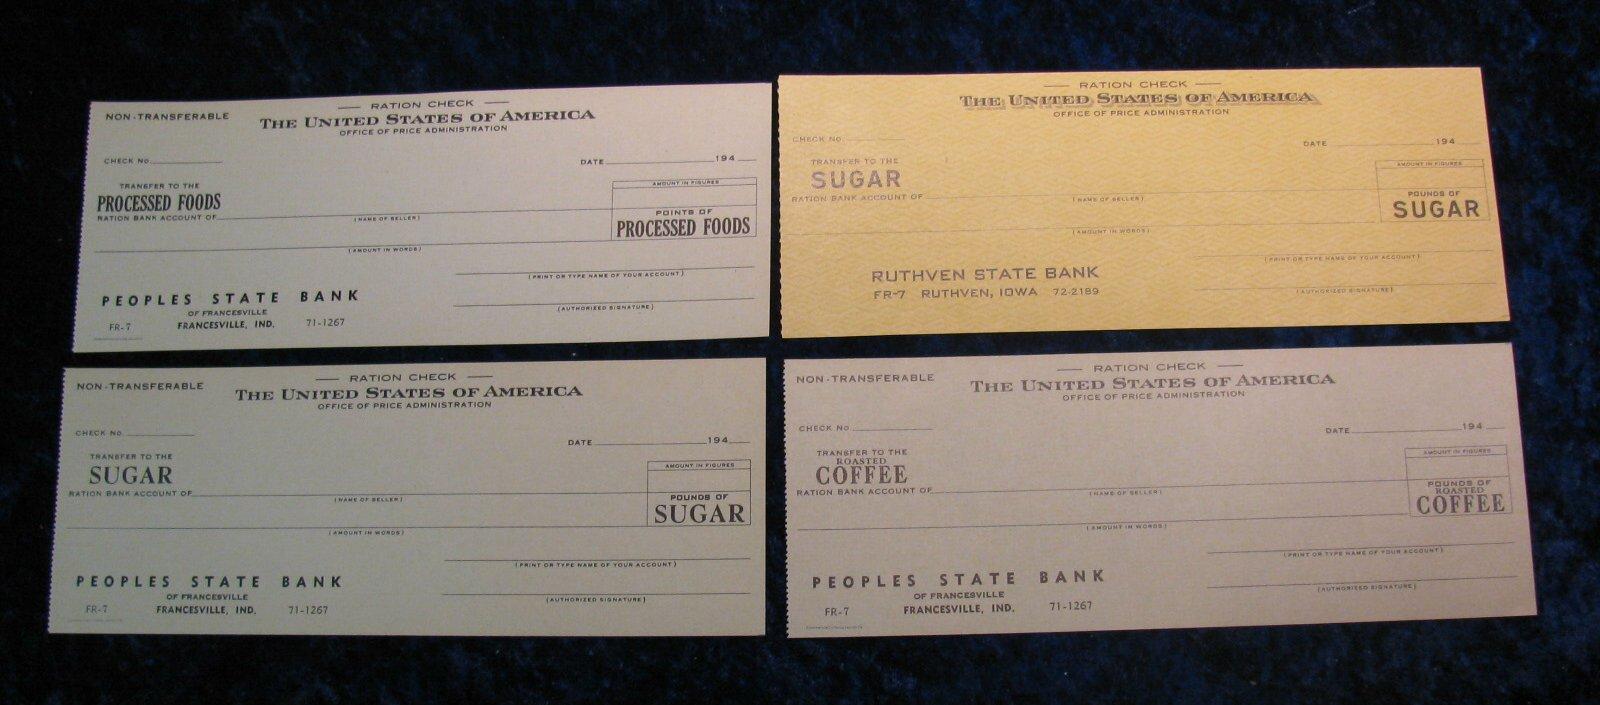 RATION CHECK
NON-TRANSFERABLE
THE UNITED STATES OF AMERICA
OFFICE OF PRICE ADMINISTRATION
CHECK No.
DATE 194
TRANSFER TO THE
PROCESSED FOODS
RATION BANK ACCOUNT OF
(NAME OF SELLER)
AMOUNT IN FIGURES
POINTS OF
PROCESSED FOODS
(AMOUNT IN WORDS)
(PRINT OR TYPE NAME OF YOUR ACCOUNT)
PEOPLES STATE BANK
OF FRANCESVILLE
(AUTHORIZED SIGNATURE)
FR-7 FRANCESVILLE, IND. 71-1267
RATION CHECK
THE UNITED STATES OF AMERICA
OFFICE OF PRICE ADMINISTRATION
CHECK No.
DATE 194
TRANSFER TO THE
SUGAR
RATION BANK ACCOUNT OF
(NAME OF SELLER)
AMOUNT IN FIGURES
POUNDS OF
SUGAR
(AMOUNT IN WORDS)
(PRINT OR TYPE NAME OF YOUR ACCOUNT)
RUTHVEN STATE BANK
FR-7 RUTHVEN, IOWA 72-2189
(AUTHORIZED SIGNATURE)
RATION CHECK
NON-TRANSFERABLE
THE UNITED STATES OF AMERICA
OFFICE OF PRICE ADMINISTRATION
CHECK No.
DATE 194
TRANSFER TO THE
SUGAR
RATION BANK ACCOUNT OF
(NAME OF SELLER)
AMOUNT IN FIGURES
POUNDS OF
SUGAR
(AMOUNT IN WORDS)
(PRINT OR TYPE NAME OF YOUR ACCOUNT)
PEOPLES STATE BANK
OF FRANCESVILLE
(AUTHORIZED SIGNATURE)
FR-7 FRANCESVILLE, IND. 71-1267
RATION CHECK
NON-TRANSFERABLE
THE UNITED STATES OF AMERICA
OFFICE OF PRICE ADMINISTRATION
CHECK No.
DATE 194
TRANSFER TO THE
ROASTED
COFFEE
RATION BANK ACCOUNT OF
(NAME OF SELLER)
AMOUNT IN FIGURES
POUNDS OF
ROASTED
COFFEE
(AMOUNT IN WORDS)
(PRINT OR TYPE NAME OF YOUR ACCOUNT)
PEOPLES STATE BANK
OF FRANCESVILLE
(AUTHORIZED SIGNATURE)
FR-7 FRANCESVILLE, IND. 71-1267